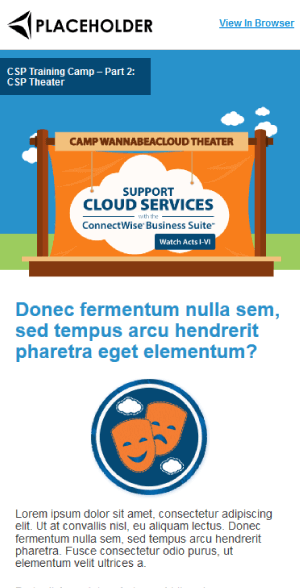 PLACEHOLDER
View In Browser
CSP Training Camp – Part 2:
CSP Theater
CAMP WANNABEACLOUD THEATER
SUPPORT
CLOUD SERVICES
with the
ConnectWise® Business Suite™
Watch Acts I-VI
Donec fermentum nulla sem,
sed tempus arcu hendrerit
pharetra eget elementum?
Lorem ipsum dolor sit amet, consectetur adipiscing
elit. Ut at convallis nisl, eu aliquam lectus. Donec
fermentum nulla sem, sed tempus arcu hendrerit
pharetra. Fusce consectetur odio purus, ut
elementum velit ultrices a.